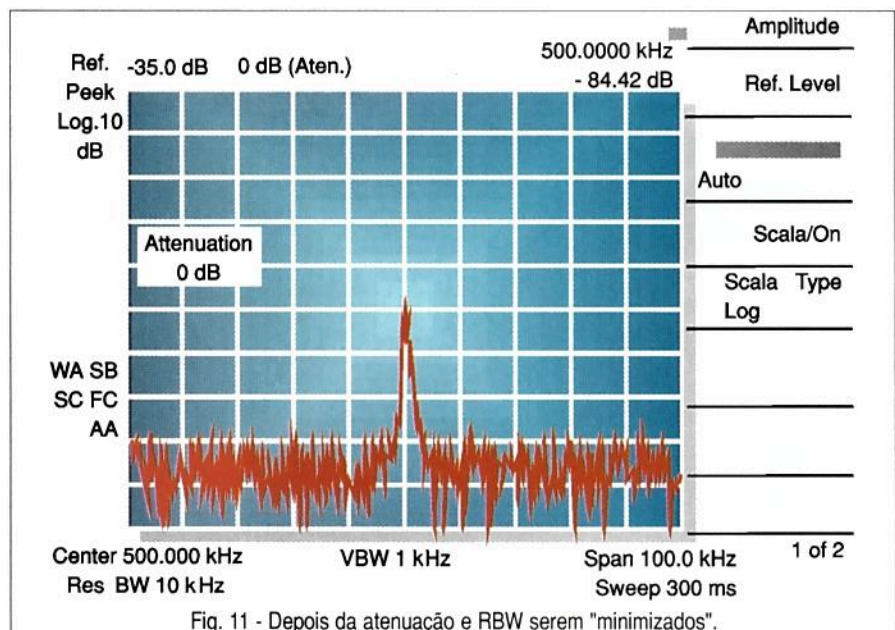 Amplitude
Ref. -35.0 dB 0 dB (Aten.) 500.0000 kHz
Peek - 84.42 dB Ref. Level
Log.10
dB
Auto
Attenuation
0 dB
Scala/On
Scala Type
Log
WA SB
SC FC
AA
Center 500.000 kHz VBW 1 kHz Span 100.0 kHz 1 of 2
Res BW 10 kHz Sweep 300 ms
Fig. 11 - Depois da atenuação e RBW serem "minimizados".